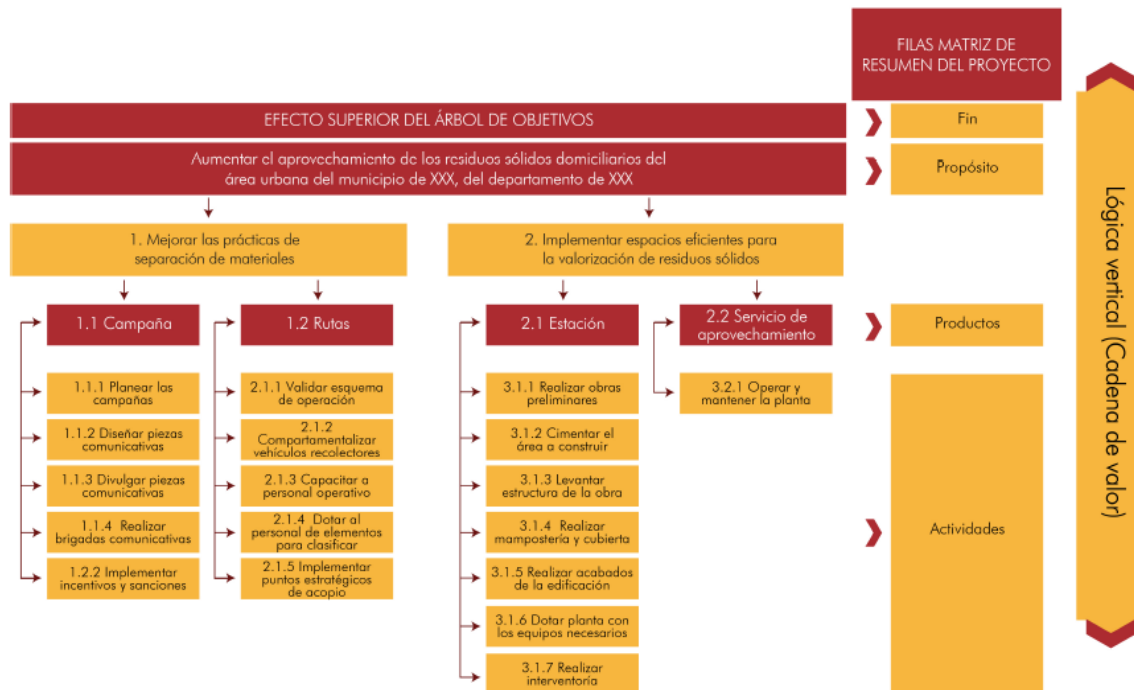 FILAS MATRIZ DE
RESUMEN DEL PROYECTO
EFECTO SUPERIOR DEL ÁRBOL DE OBJETIVOS
Fin
Aumentar el aprovechamiento de los residuos sólidos domiciliarios del
área urbana del municipio de XXX, del departamento de XXX
Propósito
1. Mejorar las prácticas de
separación de materiales
2. Implementar espacios eficientes para
la valorización de residuos sólidos
1.1 Campaña
1.2 Rutas
2.1 Estación
2.2 Servicio de
aprovechamiento
Productos
1.1.1 Planear las
campañas
1.1.2 Diseñar piezas
comunicativas
1.1.3 Divulgar piezas
comunicativas
1.1.4 Realizar
brigadas comunicativas
1.2.2 Implementar
incentivos y sanciones
2.1.1 Validar esquema
de operación
2.1.2
Compartamentalizar
vehículos recolectores
2.1.3 Capacitar a
personal operativo
2.1.4 Dotar al
personal de elementos
para clasificar
2.1.5 Implementar
puntos estratégicos
de acopio
3.1.1 Realizar obras
preliminares
3.1.2 Cimentar el
área a construir
3.1.3 Levantar
estructura de la obra
3.1.4 Realizar
mampostería y cubierta
3.1.5 Realizar acabados
de la edificación
3.1.6 Dotar planta con
los equipos necesarios
3.1.7 Realizar
interventoría
3.2.1 Operar y
mantener la planta
Actividades
Lógica vertical (Cadena de valor)